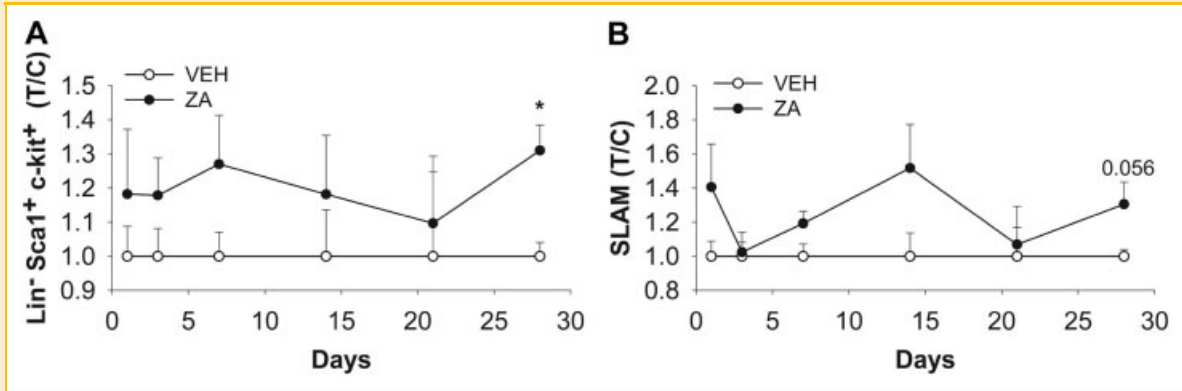 A
Lin⁻ Sca1⁺ c-kit⁺ (T/C)
1.5
1.4
1.3
1.2
1.1
1.0
0.9
VEH
ZA
*
0 5 10 15 20 25 30
Days
B
SLAM (T/C)
2.0
1.8
1.6
1.4
1.2
1.0
0.8
VEH
ZA
0.056
0 5 10 15 20 25 30
Days